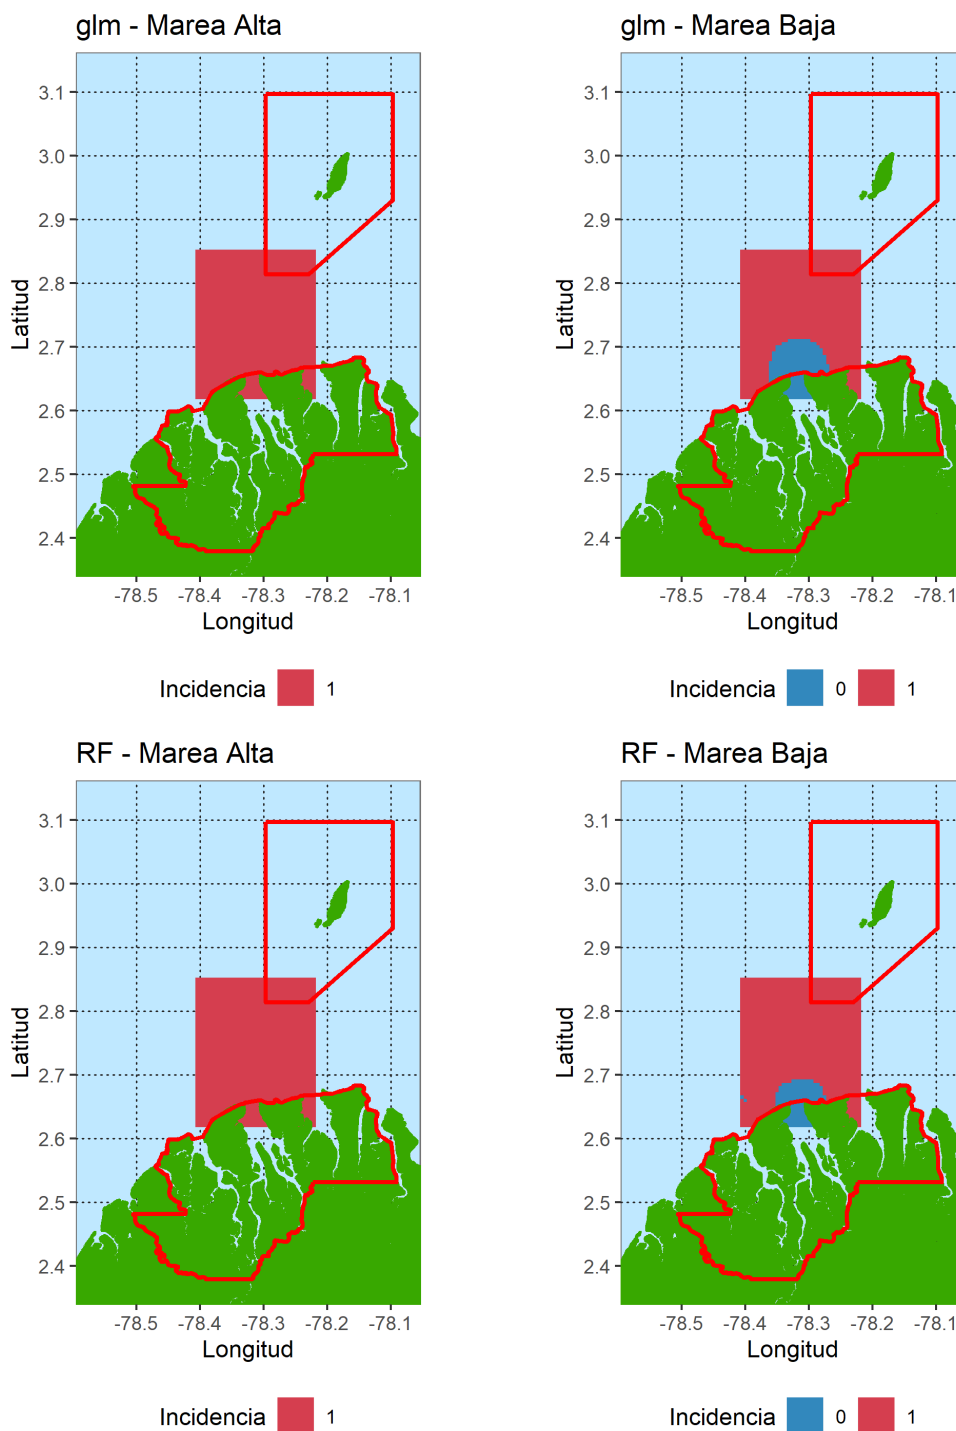 glm - Marea Alta
glm - Marea Baja
3.1
3.0
2.9
2.8
2.7
2.6
2.5
2.4
Latitud
-78.5 -78.4 -78.3 -78.2 -78.1
Longitud
Incidencia 1
3.1
3.0
2.9
2.8
2.7
2.6
2.5
2.4
Latitud
-78.5 -78.4 -78.3 -78.2 -78.1
Longitud
Incidencia 0 1
RF - Marea Alta
RF - Marea Baja
3.1
3.0
2.9
2.8
2.7
2.6
2.5
2.4
Latitud
-78.5 -78.4 -78.3 -78.2 -78.1
Longitud
Incidencia 1
3.1
3.0
2.9
2.8
2.7
2.6
2.5
2.4
Latitud
-78.5 -78.4 -78.3 -78.2 -78.1
Longitud
Incidencia 0 1